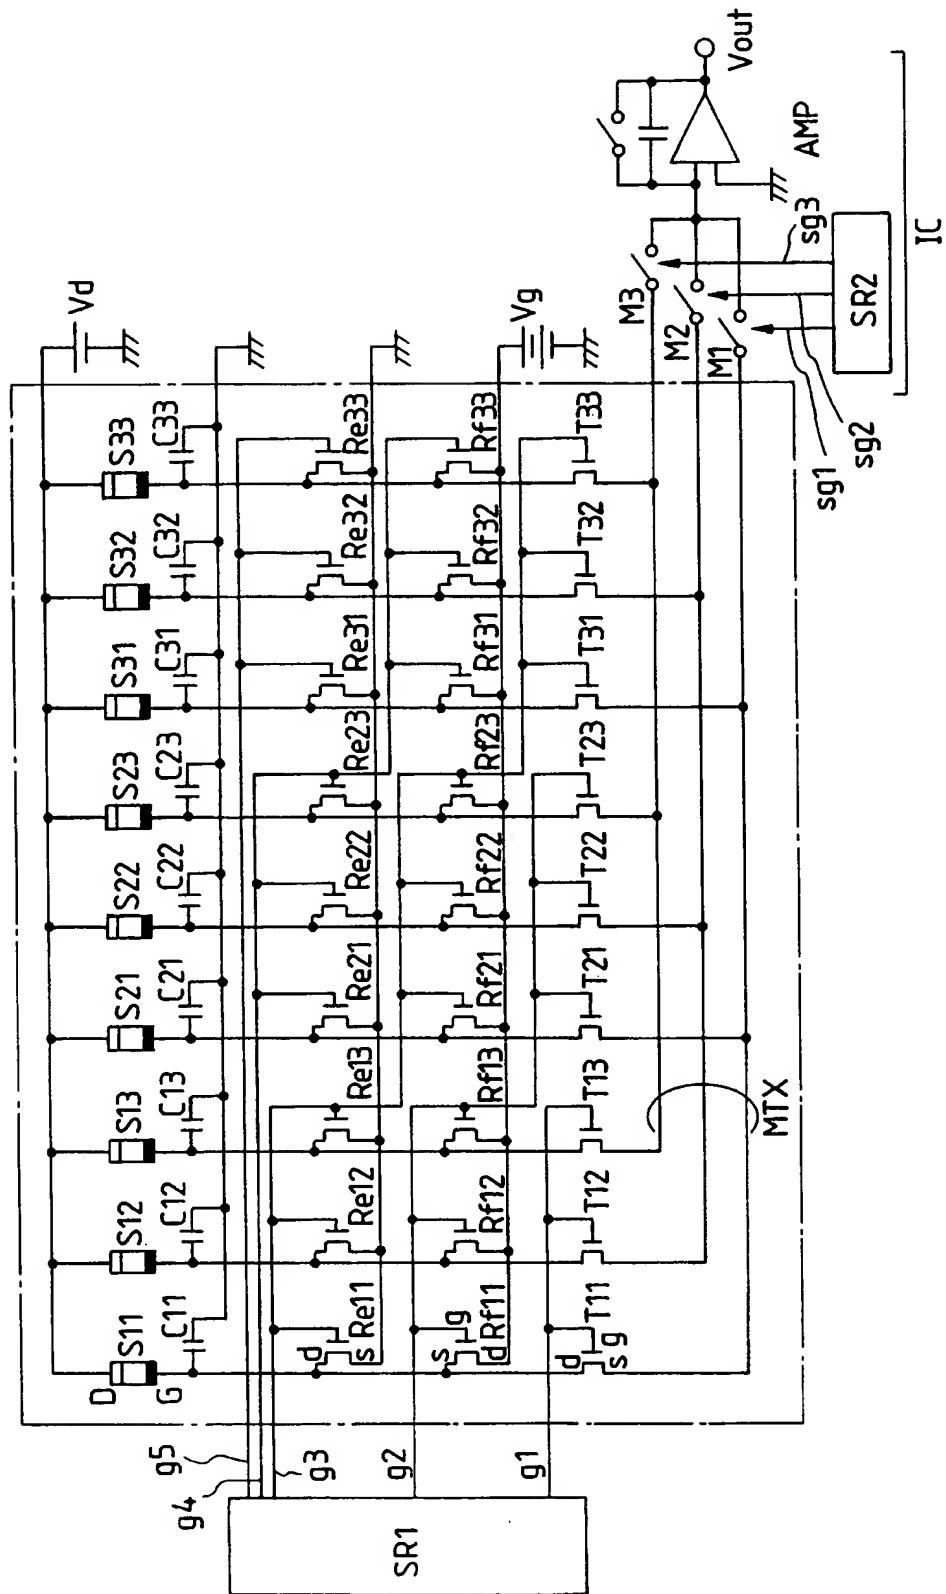 Vd
S11 S12 S13 S21 S22 S23 S31 S32 S33
D
G
C11 C12 C13 C21 C22 C23 C31 C32 C33
g5
g4
g3
d
s
Re11 Re12 Re13 Re21 Re22 Re23 Re31 Re32 Re33
g2
s
g
d
Rf11 Rf12 Rf13 Rf21 Rf22 Rf23 Rf31 Rf32 Rf33
Vg
g1
d
s
g
T11 T12 T13 T21 T22 T23 T31 T32 T33
SR1
MTX
M3
M2
M1
sg1
sg2
sg3
SR2
IC
AMP
Vout